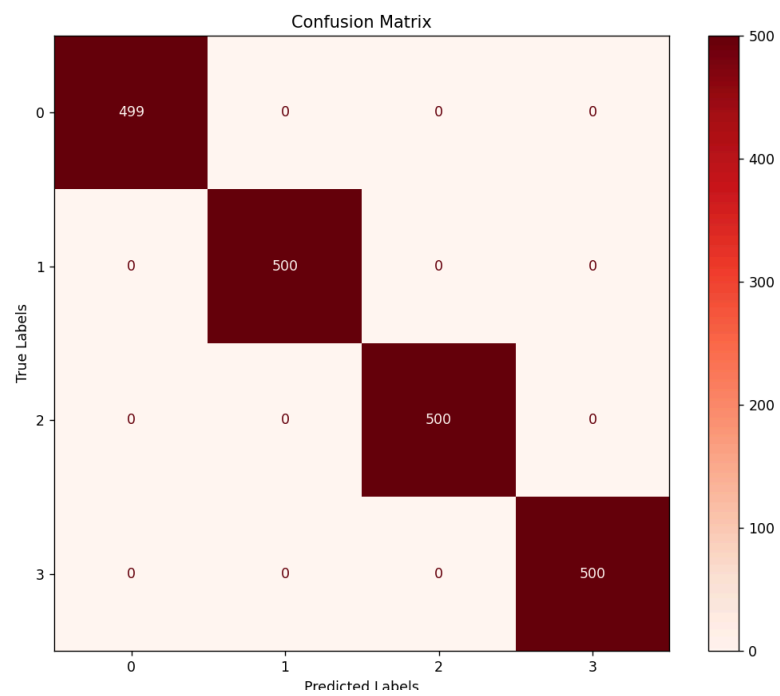 Confusion Matrix
0 499 0 0 0
1 0 500 0 0
2 0 0 500 0
3 0 0 0 500
0 1 2 3
Predicted Labels
True Labels
500
400
300
200
100
0